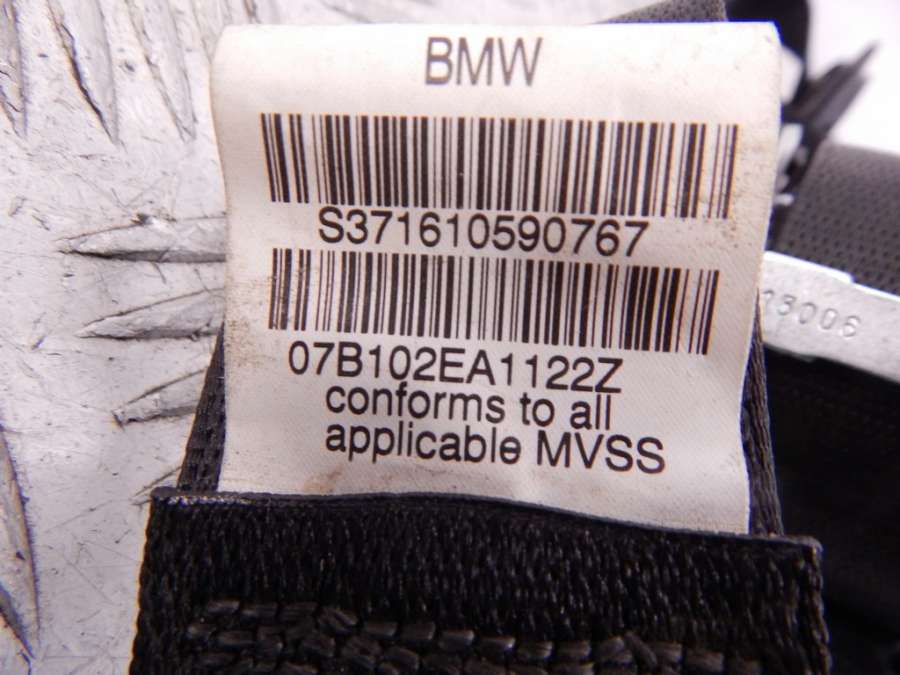 BMW
S371610590767
07B102EA1122Z
conforms to all
applicable MVSS